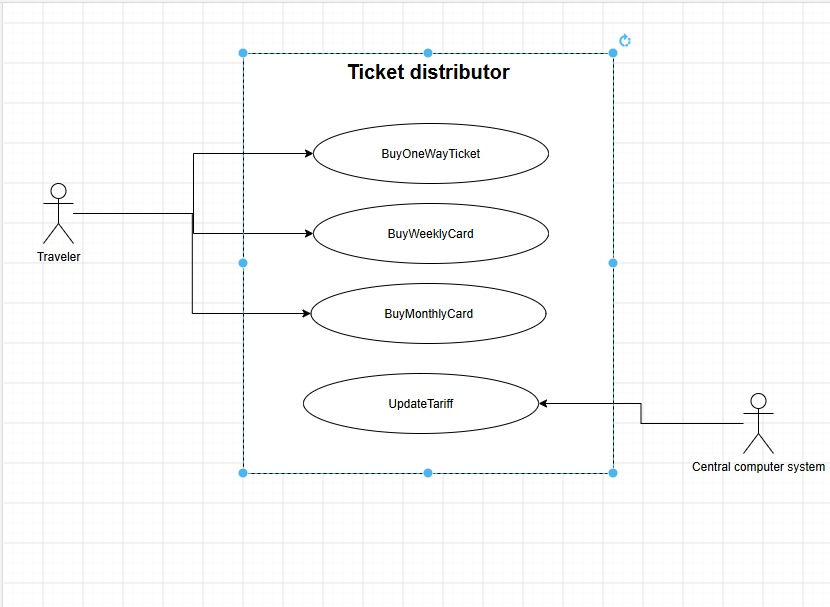 Ticket distributor
BuyOneWayTicket
BuyWeeklyCard
Traveler
BuyMonthlyCard
UpdateTariff
Central computer system